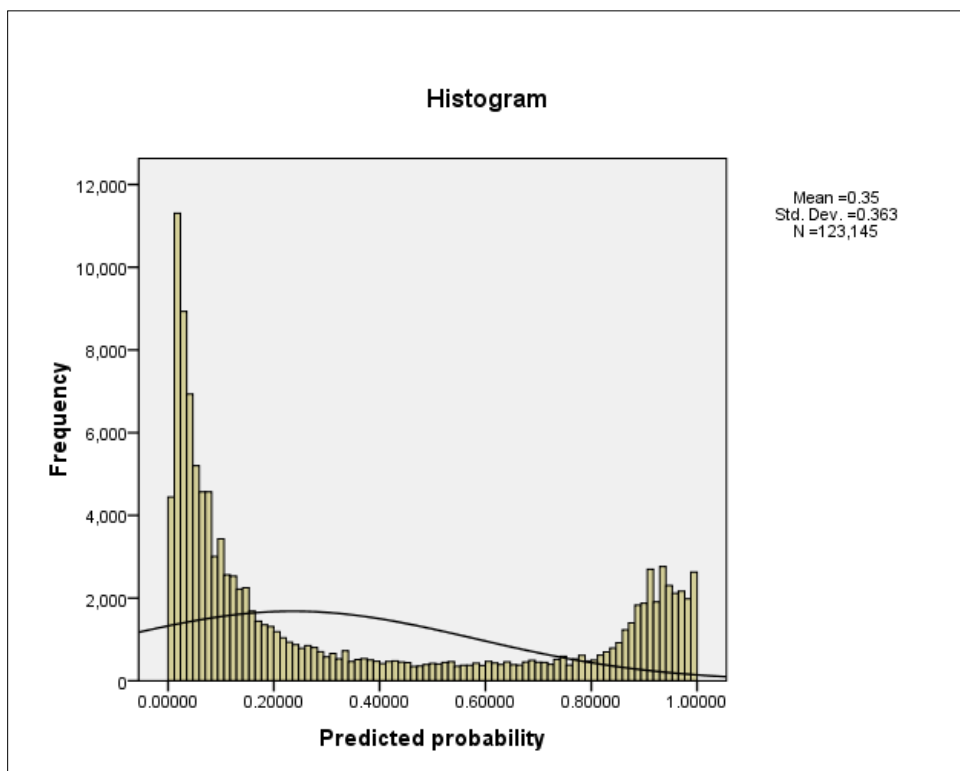 Histogram
Mean =0.35
Std. Dev. =0.363
N =123,145
12,000
10,000
8,000
6,000
4,000
2,000
0
Frequency
0.00000 0.20000 0.40000 0.60000 0.80000 1.00000
Predicted probability